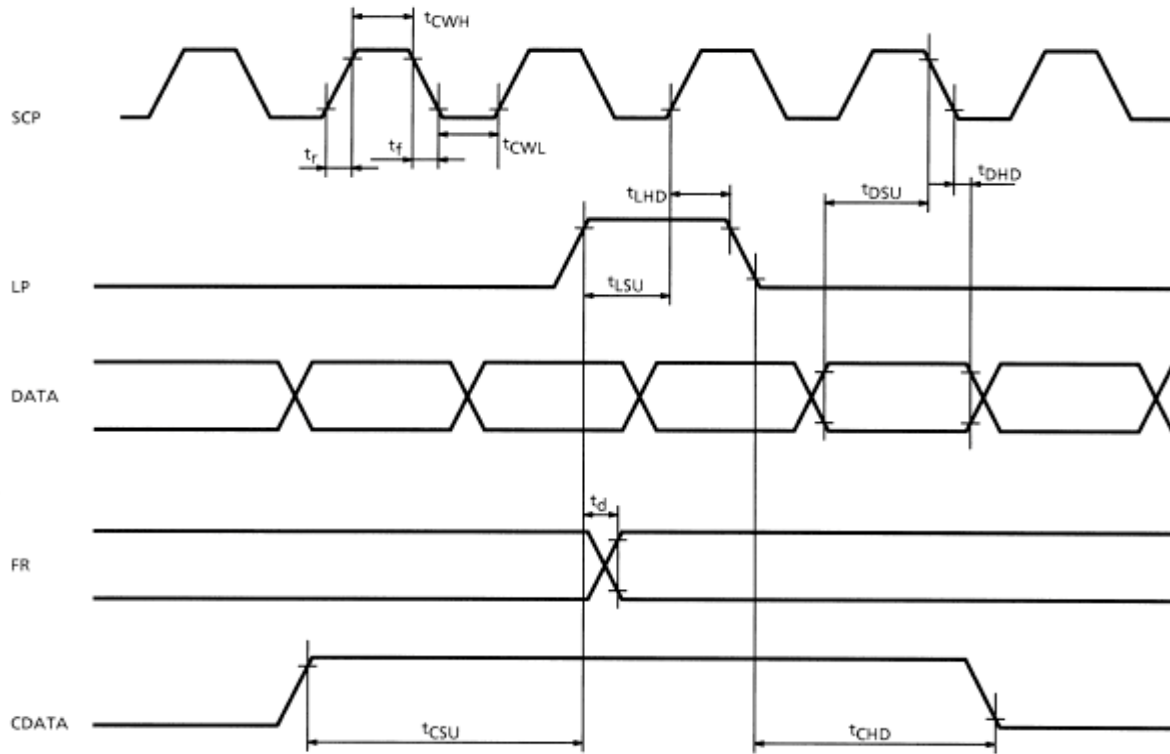 tCWH
SCP
tr
tf
tCWL
tLHD
tDSU
tDHD
LP
tLSU
DATA
td
FR
CDATA
tCSU
tCHD